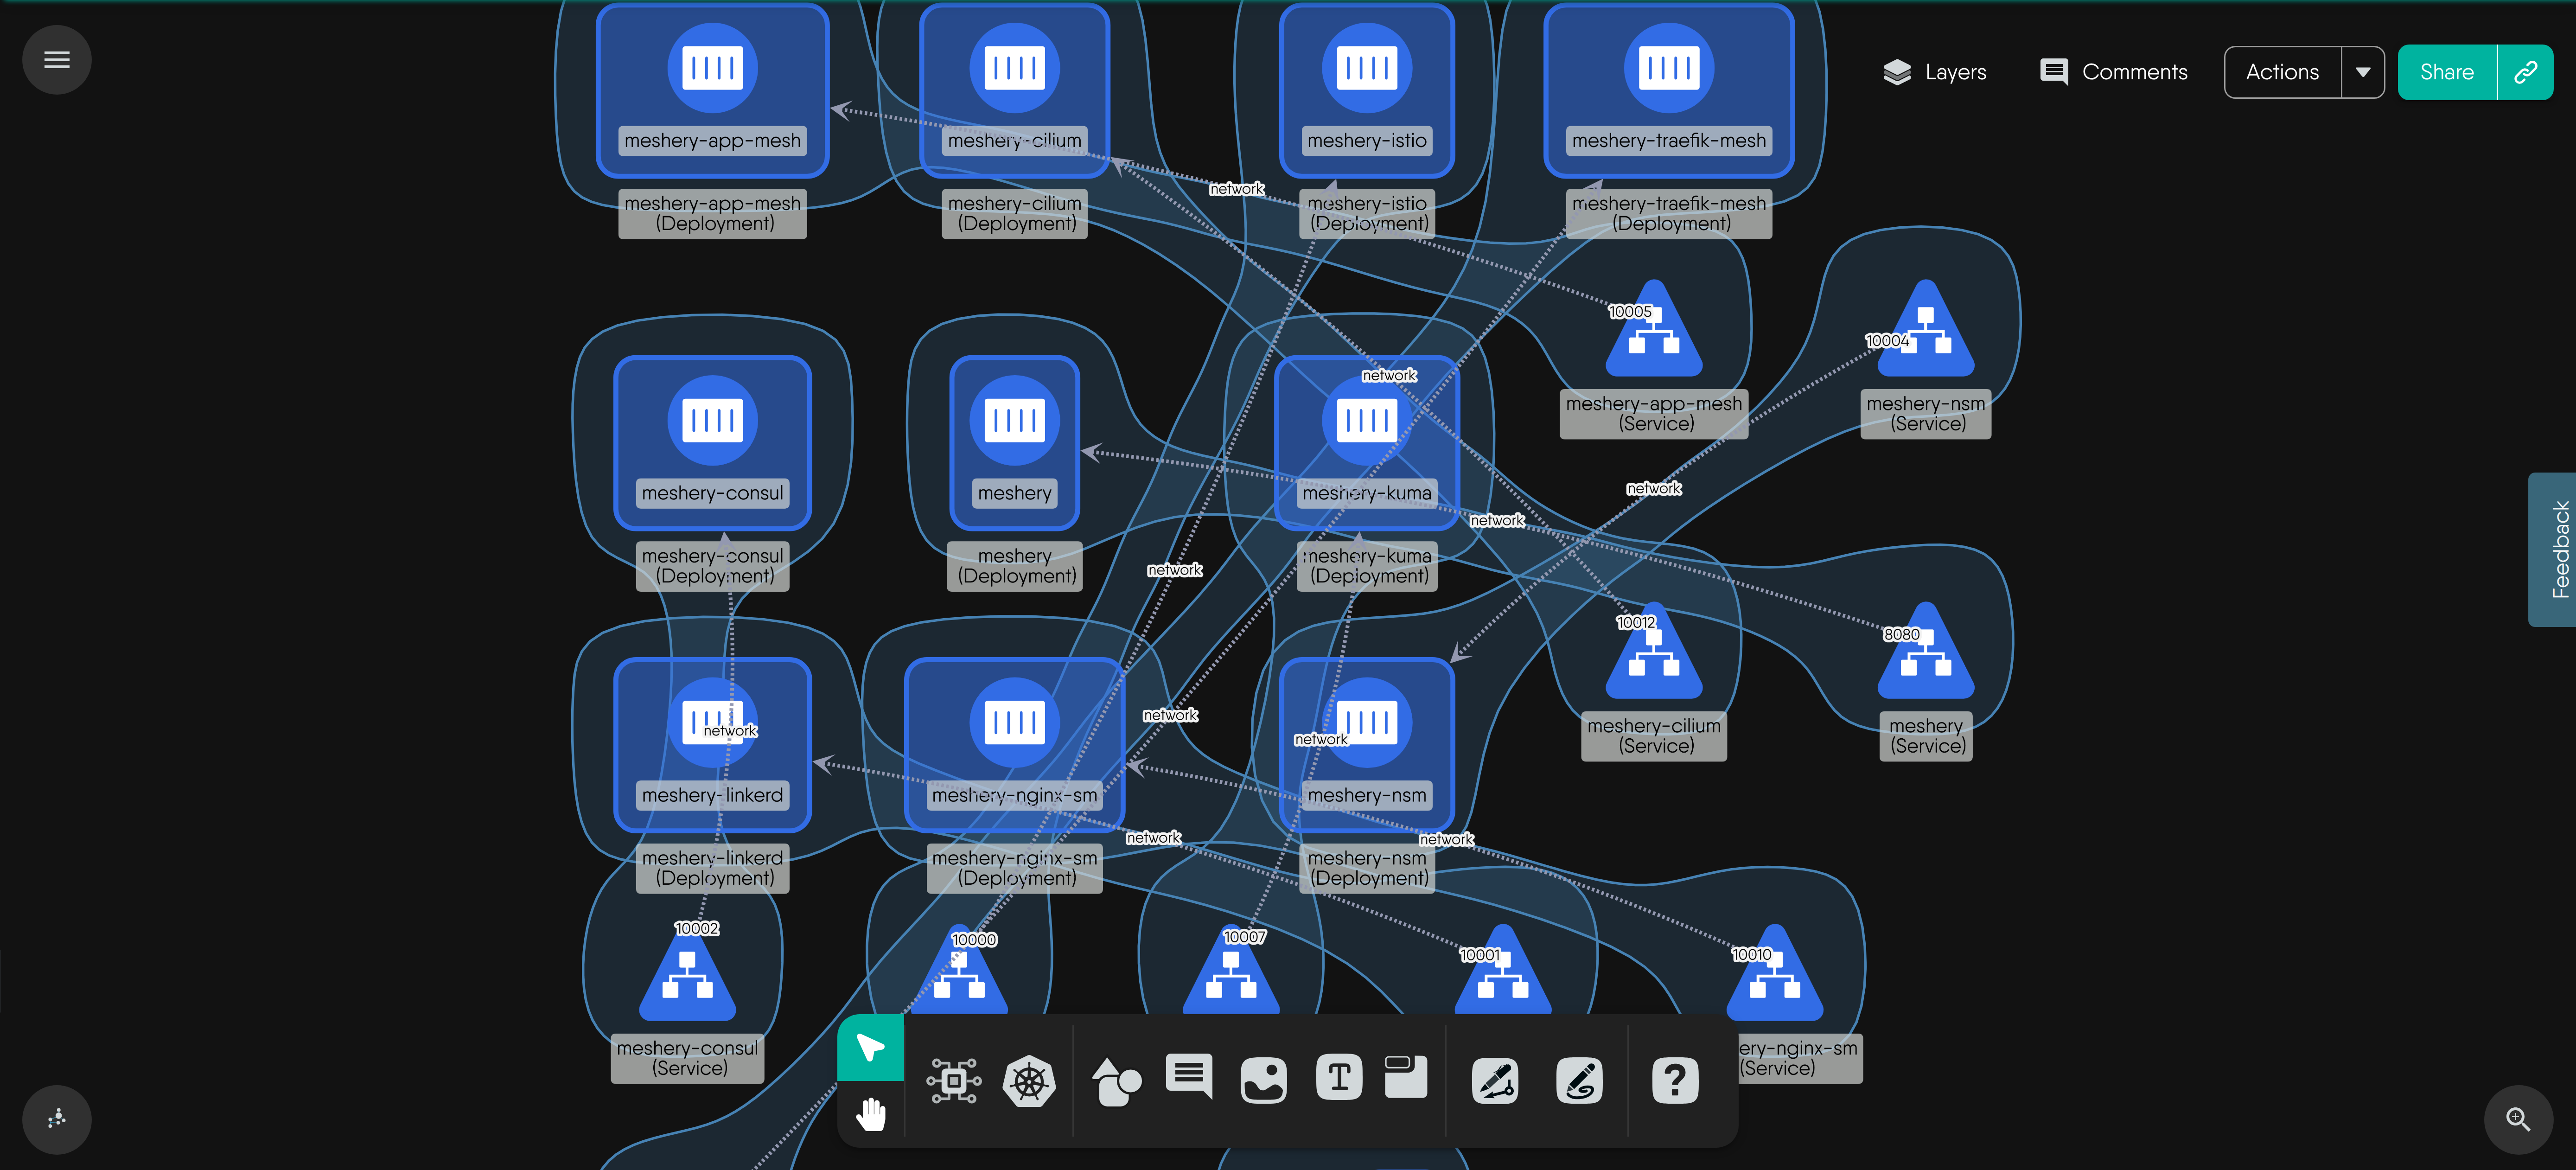 meshery-app-mesh
meshery-cilium
meshery-istio
meshery-traefik-mesh
Layers
Comments
Actions
Share
meshery-app-mesh
(Deployment)
meshery-cilium
(Deployment)
network
meshery-istio
(Deployment)
meshery-traefik-mesh
(Deployment)
10005
10004
network
meshery-app-mesh
(Service)
meshery-nsm
(Service)
meshery-consul
meshery
meshery-kuma
network
network
Feedback
meshery-consul
(Deployment)
meshery
(Deployment)
network
meshery-kuma
(Deployment)
10012
8080
network
network
network
meshery-cilium
(Service)
meshery
(Service)
meshery-linkerd
meshery-nginx-sm
meshery-nsm
network
network
meshery-linkerd
(Deployment)
meshery-nginx-sm
(Deployment)
meshery-nsm
(Deployment)
10002
10000
10007
10001
10010
meshery-consul
(Service)
ery-nginx-sm
(Service)
T
?